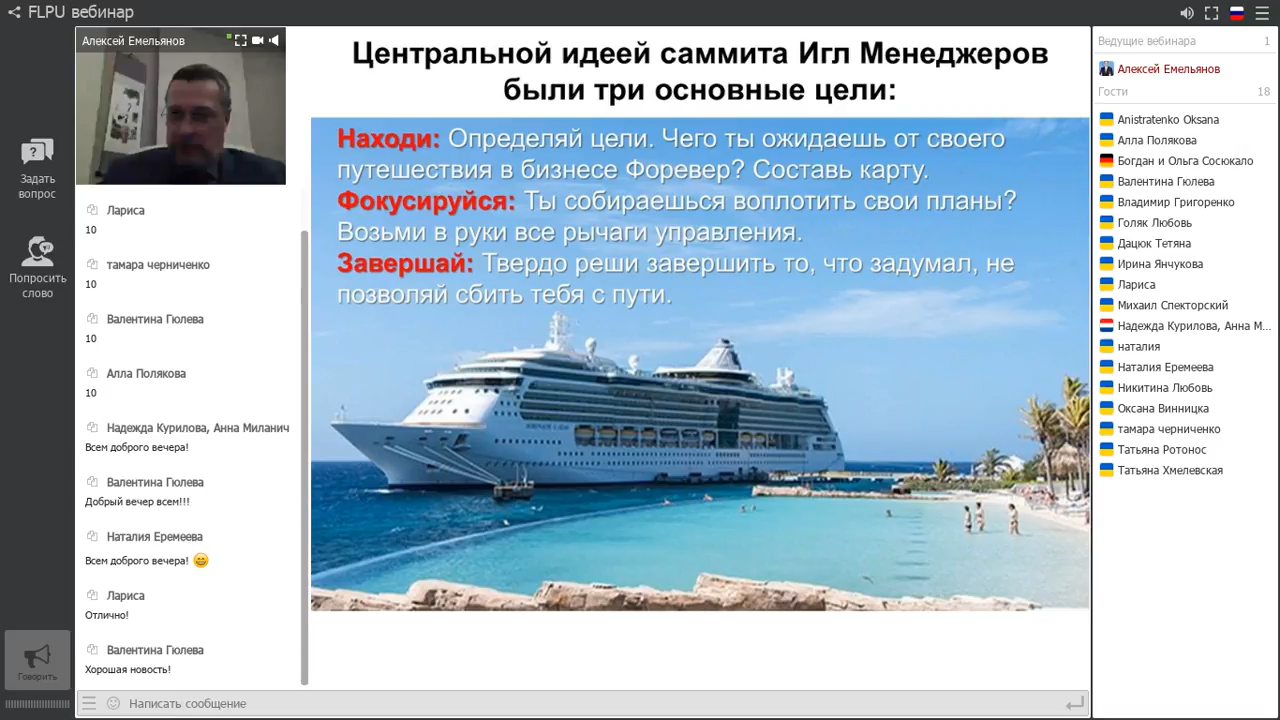 FLPU вебинар
Алексей Емельянов
Центральной идеей саммита Игл Менеджеров
были три основные цели:
Находи: Определяй цели. Чего ты ожидаешь от своего
путешествия в бизнесе Форевер? Составь карту.
Фокусируйся: Ты собираешься воплотить свои планы?
Возьми в руки все рычаги управления.
Завершай: Твердо реши завершить то, что задумал, не
позволяй сбить тебя с пути.
Задать
вопрос
Попросить
слово
Говорить
Лариса
10
тамара черниченко
10
Валентина Гюлева
10
Алла Полякова
10
Надежда Курилова, Анна Миланич
Всем доброго вечера!
Валентина Гюлева
Добрый вечер всем!!!
Наталия Еремеева
Всем доброго вечера!
Лариса
Отлично!
Валентина Гюлева
Хорошая новость!
Написать сообщение
Ведущие вебинара 1
Алексей Емельянов
Гости 18
Anistratenko Oksana
Алла Полякова
Богдан и Ольга Сосюкало
Валентина Гюлева
Владимир Григоренко
Голяк Любовь
Дацюк Тетяна
Ирина Янчукова
Лариса
Михаил Спекторский
Надежда Курилова, Анна М...
наталия
Наталия Еремеева
Никитина Любовь
Оксана Винницка
тамара черниченко
Татьяна Ротонос
Татьяна Хмелевская